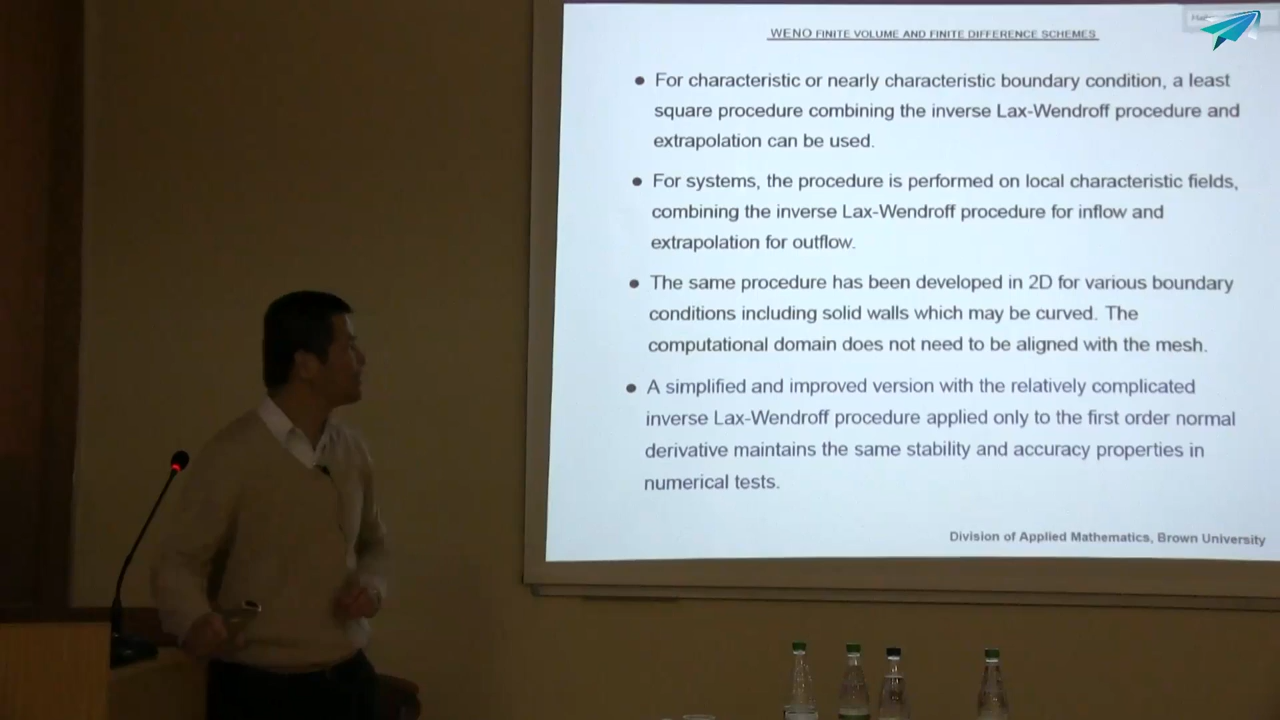 WENO FINITE VOLUME AND FINITE DIFFERENCE SCHEMES
● For characteristic or nearly characteristic boundary condition, a least
square procedure combining the inverse Lax-Wendroff procedure and
extrapolation can be used.
● For systems, the procedure is performed on local characteristic fields,
combining the inverse Lax-Wendroff procedure for inflow and
extrapolation for outflow.
● The same procedure has been developed in 2D for various boundary
conditions including solid walls which may be curved. The
computational domain does not need to be aligned with the mesh.
● A simplified and improved version with the relatively complicated
inverse Lax-Wendroff procedure applied only to the first order normal
derivative maintains the same stability and accuracy properties in
numerical tests.
Division of Applied Mathematics, Brown University